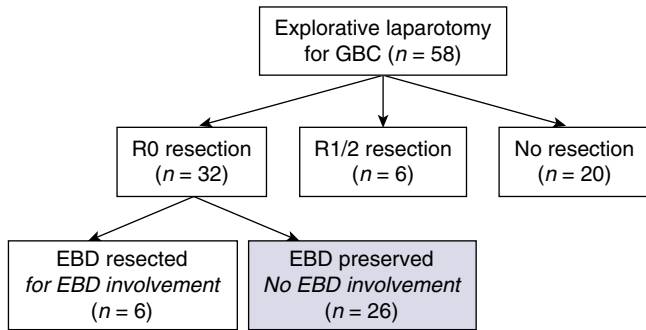 Explorative laparotomy
for GBC (n = 58)
R0 resection
(n = 32)
R1/2 resection
(n = 6)
No resection
(n = 20)
EBD resected
for EBD involvement
(n = 6)
EBD preserved
No EBD involvement
(n = 26)